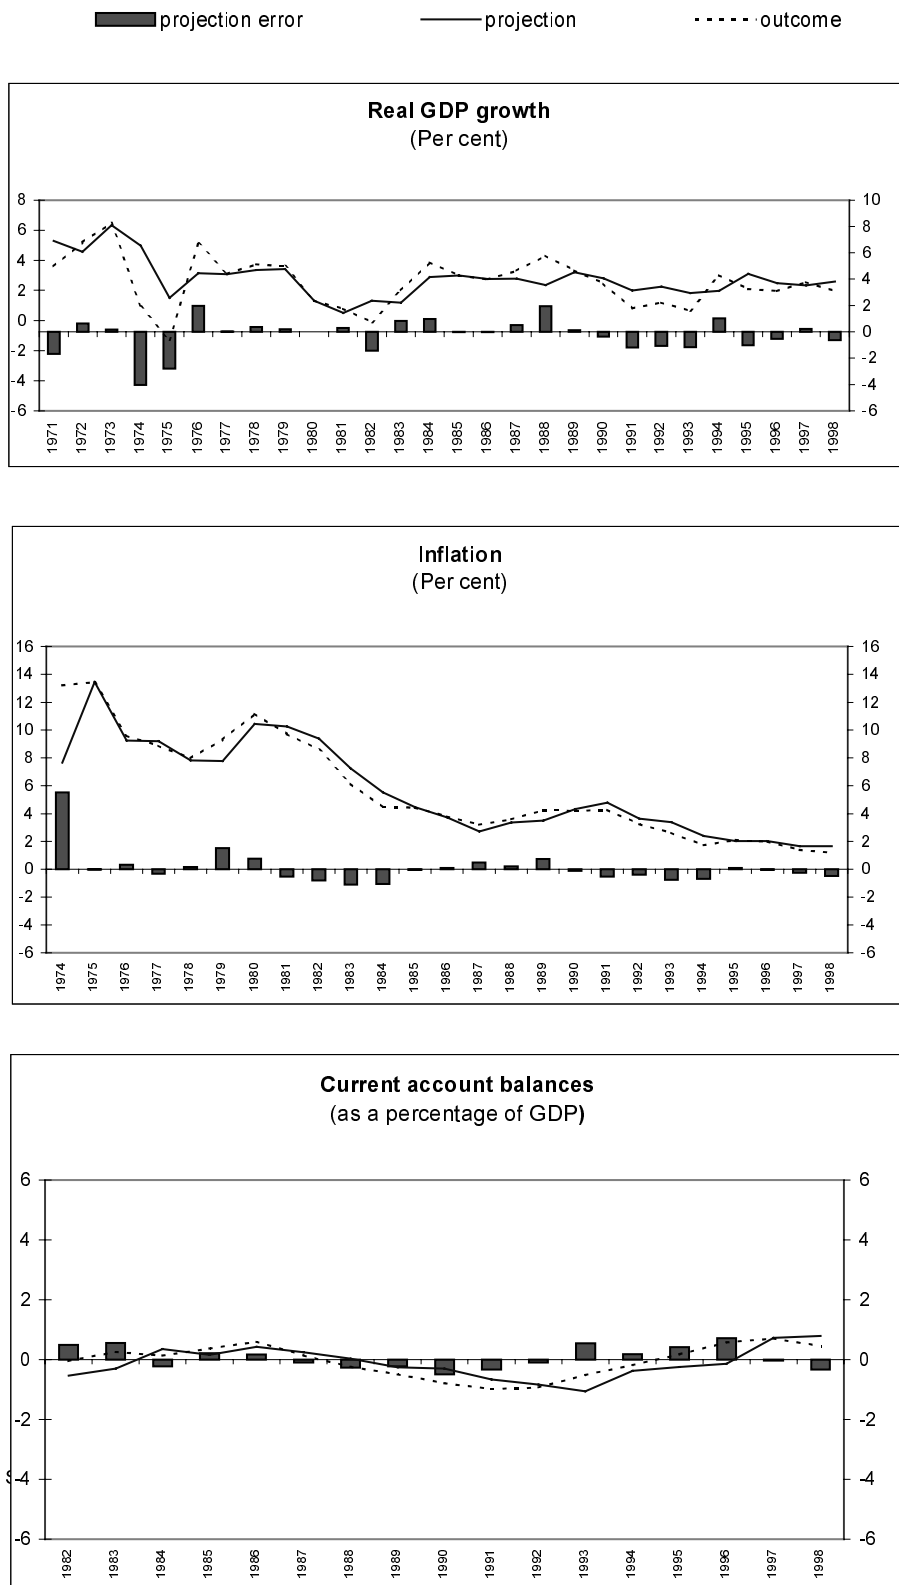 projection error projection outcome
Real GDP growth
(Per cent)
8 10
6 8
4 6
2 4
0 2
-2 0
-4 -2
-6 -4
-6
1971 1972 1973 1974 1975 1976 1977 1978 1979 1980 1981 1982 1983 1984 1985 1986 1987 1988 1989 1990 1991 1992 1993 1994 1995 1996 1997 1998
Inflation
(Per cent)
16 16
14 14
12 12
10 10
8 8
6 6
4 4
2 2
0 0
-2 -2
-4 -4
-6 -6
1974 1975 1976 1977 1978 1979 1980 1981 1982 1983 1984 1985 1986 1987 1988 1989 1990 1991 1992 1993 1994 1995 1996 1997 1998
Current account balances
(as a percentage of GDP)
6 6
4 4
2 2
0 0
-2 -2
-4 -4
-6 -6
1982 1983 1984 1985 1986 1987 1988 1989 1990 1991 1992 1993 1994 1995 1996 1997 1998